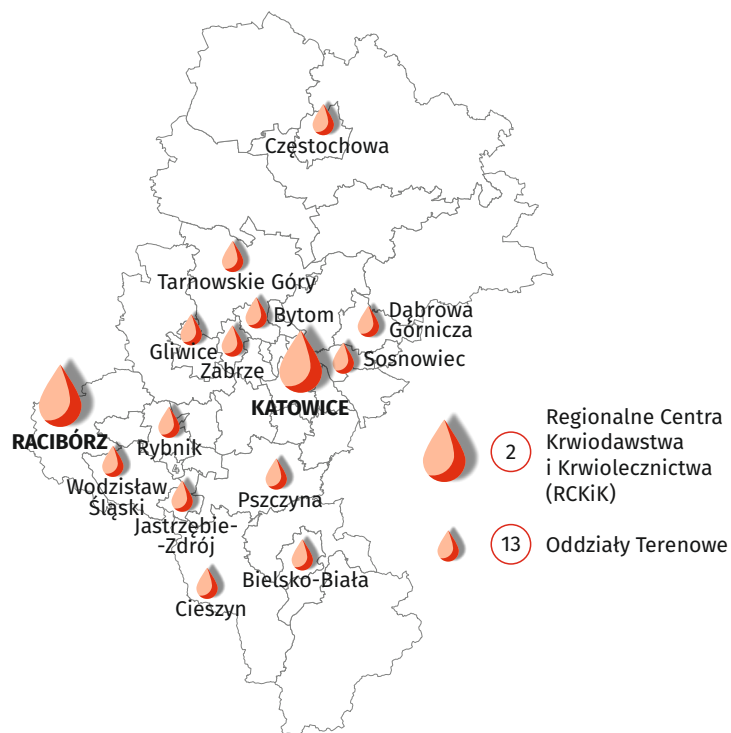 Częstochowa
Tarnowskie Góry
Bytom
Dąbrowa
Górnicza
Gliwice
Zabrze
Sosnowiec
KATOWICE
RACIBÓRZ
Rybnik
Wodzisław
Śląski
Jastrzębie-
-Zdrój
Pszczyna
Bielsko-Biała
Cieszyn
2
Regionalne Centra
Krwiodawstwa
i Krwiolecznictwa
(RCKiK)
13
Oddziały Terenowe